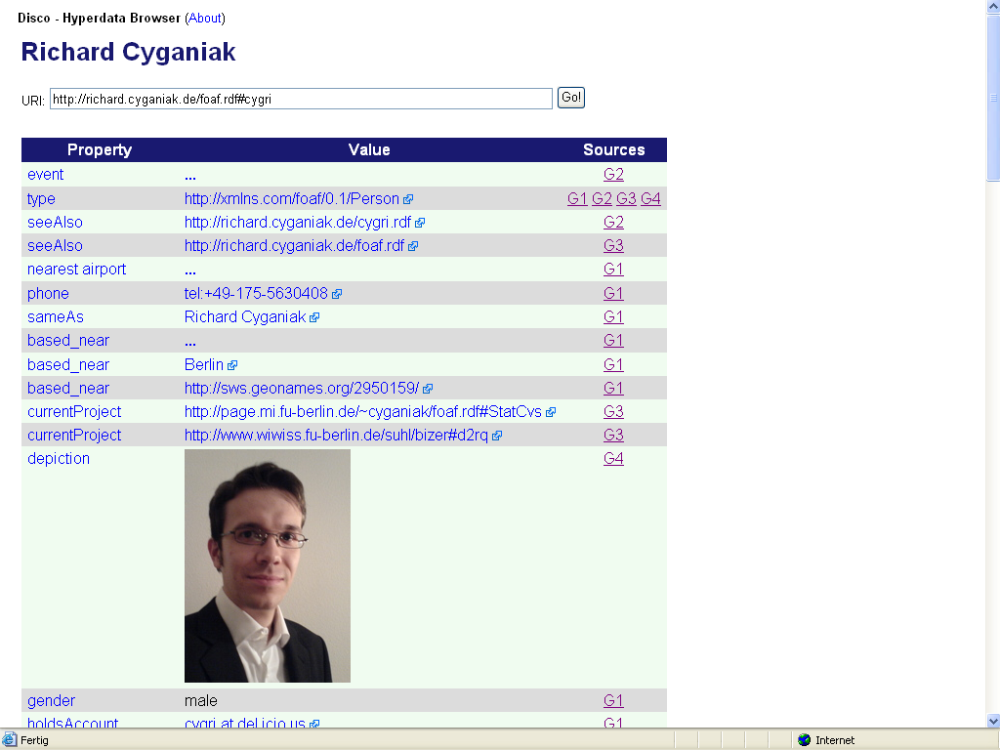 Disco - Hyperdata Browser (About)
Richard Cyganiak
URI: http://richard.cyganiak.de/foaf.rdf#cygri Go!
Property Value Sources
event ... G2
type http://xmlns.com/foaf/0.1/Person G1 G2 G3 G4
seeAlso http://richard.cyganiak.de/cygri.rdf G2
seeAlso http://richard.cyganiak.de/foaf.rdf G3
nearest airport ... G1
phone tel:+49-175-5630408 G1
sameAs Richard Cyganiak G1
based_near ... G1
based_near Berlin G1
based_near http://sws.geonames.org/2950159/ G1
currentProject http://page.mi.fu-berlin.de/~cyganiak/foaf.rdf#StatCvs G3
currentProject http://www.wiwiss.fu-berlin.de/suhl/bizer#d2rq G3
depiction G4
gender male G1
holdsAccount cygri at del.icio.us G1
Fertig Internet